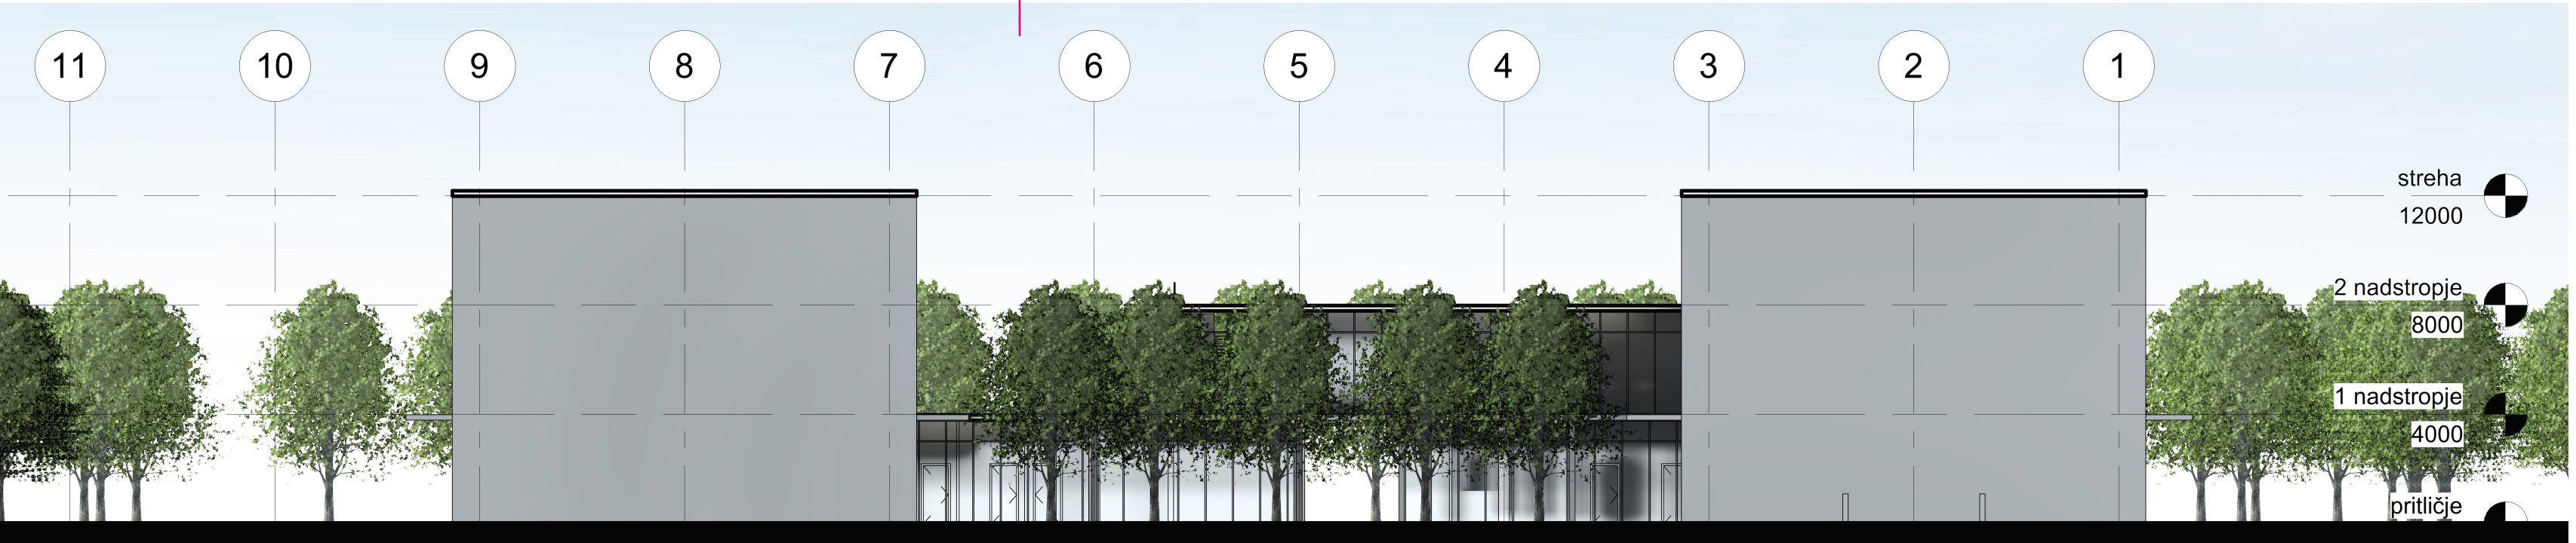 11 10 9 8 7 6 5 4 3 2 1
streha
12000
2 nadstropje
8000
1 nadstropje
4000
pritličje